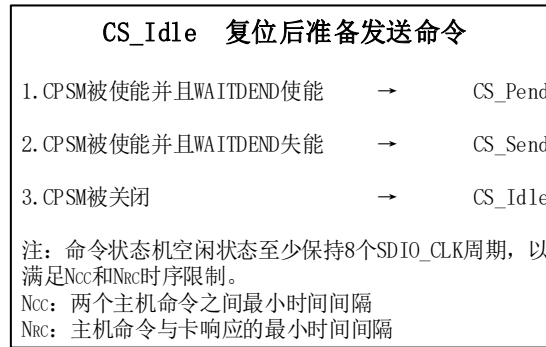 CS_Idle 复位后准备发送命令
1.CPSM被使能并且WAITDEND使能 → CS_Pend
2.CPSM被使能并且WAITDEND失能 → CS_Send
3.CPSM被关闭 → CS_Idle
注：命令状态机空闲状态至少保持8个SDIO_CLK周期，以
满足Ncc和NRC时序限制。
Ncc：两个主机命令之间最小时间间隔
NRC：主机命令与卡响应的最小时间间隔